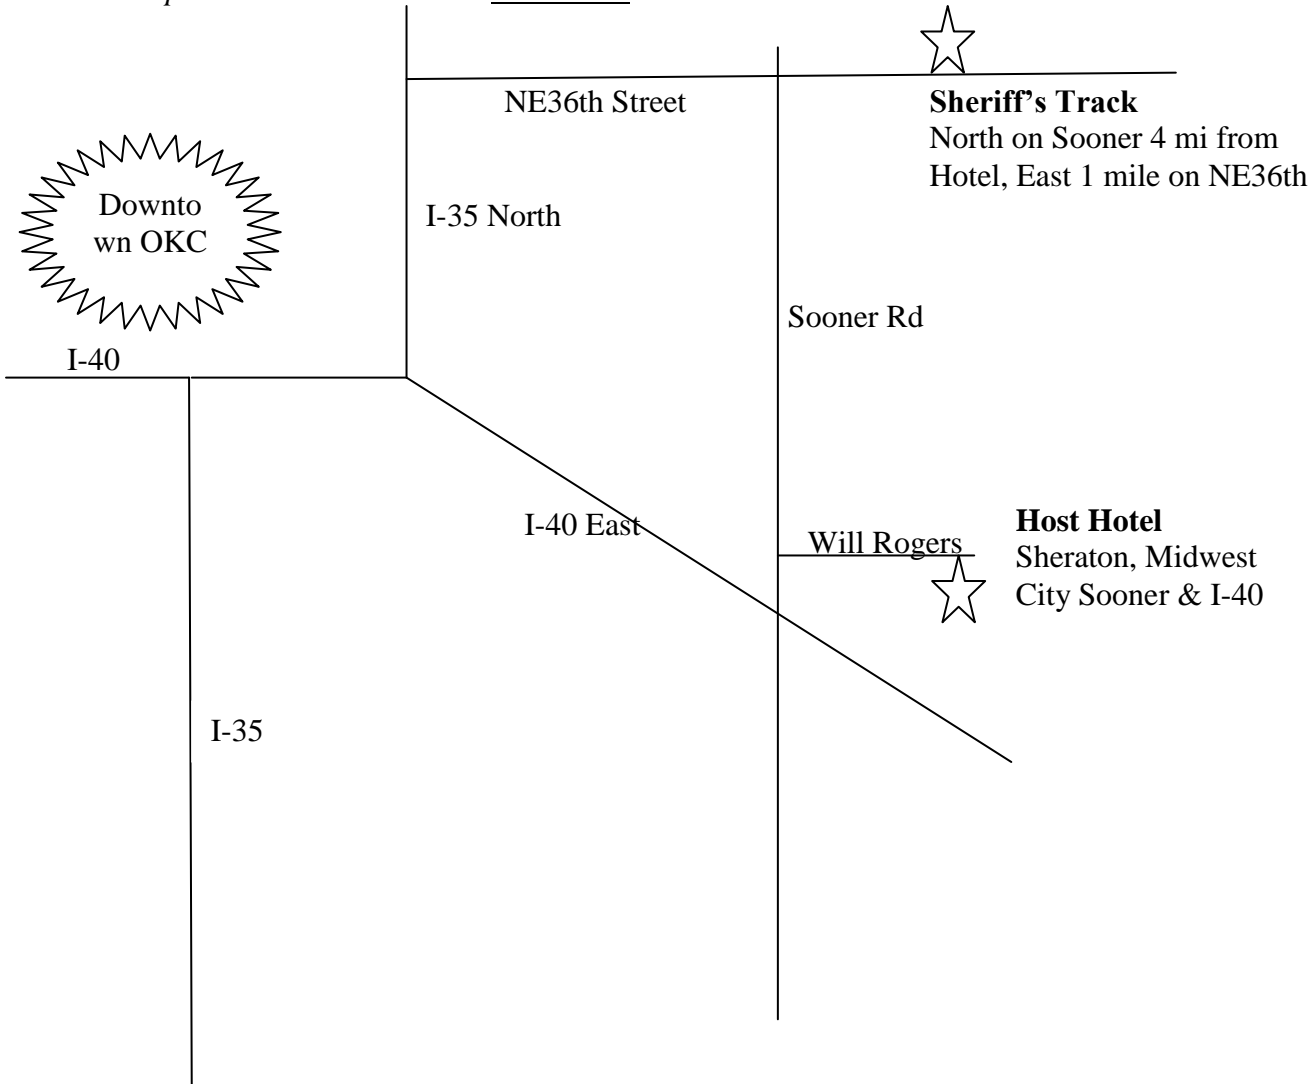 NE36th Street
Sheriff's Track
North on Sooner 4 mi from
Hotel, East 1 mile on NE36th
Downto
wn OKC
I-35 North
Sooner Rd
I-40
I-40 East
Will Rogers
Host Hotel
Sheraton, Midwest
City Sooner & I-40
I-35